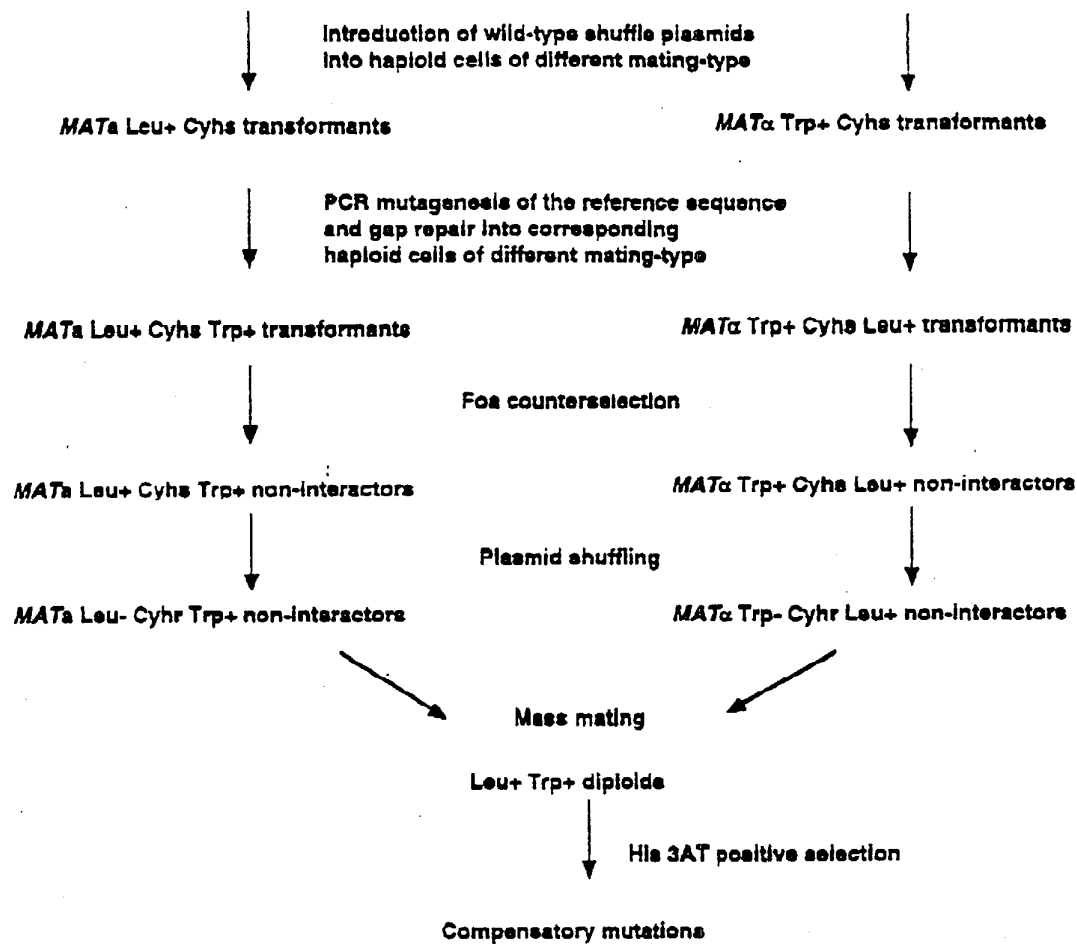 Introduction of wild-type shuffle plasmids
into haploid cells of different mating-type
MATa Leu+ Cyhs transformants
MATα Trp+ Cyhs transformants
PCR mutagenesis of the reference sequence
and gap repair into corresponding
haploid cells of different mating-type
MATa Leu+ Cyhs Trp+ transformants
MATα Trp+ Cyhs Leu+ transformants
Foa counterselection
MATa Leu+ Cyhs Trp+ non-interactors
MATα Trp+ Cyhs Leu+ non-interactors
Plasmid shuffling
MATa Leu- Cyhr Trp+ non-interactors
MATα Trp- Cyhr Leu+ non-interactors
Mass mating
Leu+ Trp+ diploids
His 3AT positive selection
Compensatory mutations